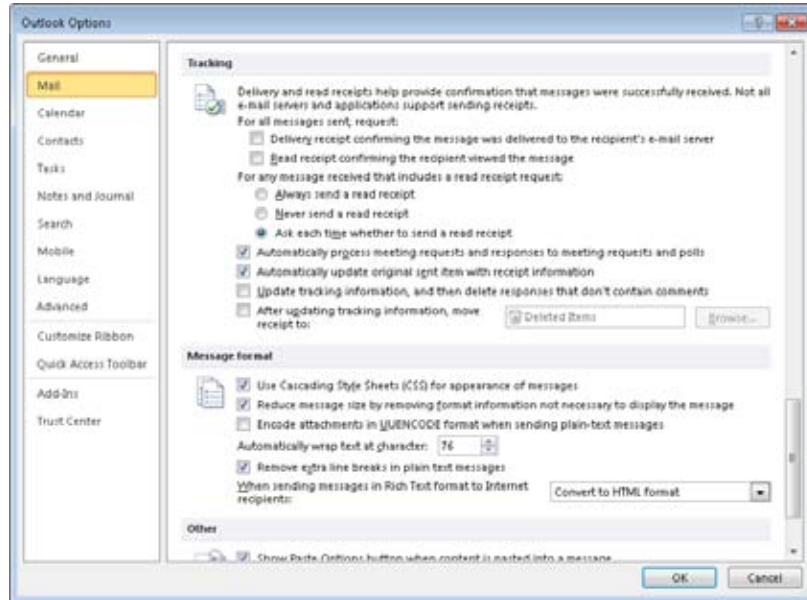 Outlook Options
General
Mail
Calendar
Contacts
Tasks
Notes and Journal
Search
Mobile
Language
Advanced
Customize Ribbon
Quick Access Toolbar
Add-Ins
Trust Center
Tracking
Delivery and read receipts help provide confirmation that messages were successfully received. Not all
e-mail servers and applications support sending receipts.
For all messages sent, request:
Delivery receipt confirming the message was delivered to the recipient's e-mail server
Read receipt confirming the recipient viewed the message
For any message received that includes a read receipt request:
Always send a read receipt
Never send a read receipt
Ask each time whether to send a read receipt
Automatically process meeting requests and responses to meeting requests and polls
Automatically update original sent item with receipt information
Update tracking information, and then delete responses that don't contain comments
After updating tracking information, move
receipt to:
Deleted Items
Browse...
Message format
Use Cascading Style Sheets (CSS) for appearance of messages
Reduce message size by removing format information not necessary to display the message
Encode attachments in UUENCODE format when sending plain-text messages
Automatically wrap text at character: 76
Remove extra line breaks in plain text messages
When sending messages in Rich Text format to Internet
recipients:
Convert to HTML format
Other
Show Paste Options button when content is pasted into a message
OK
Cancel